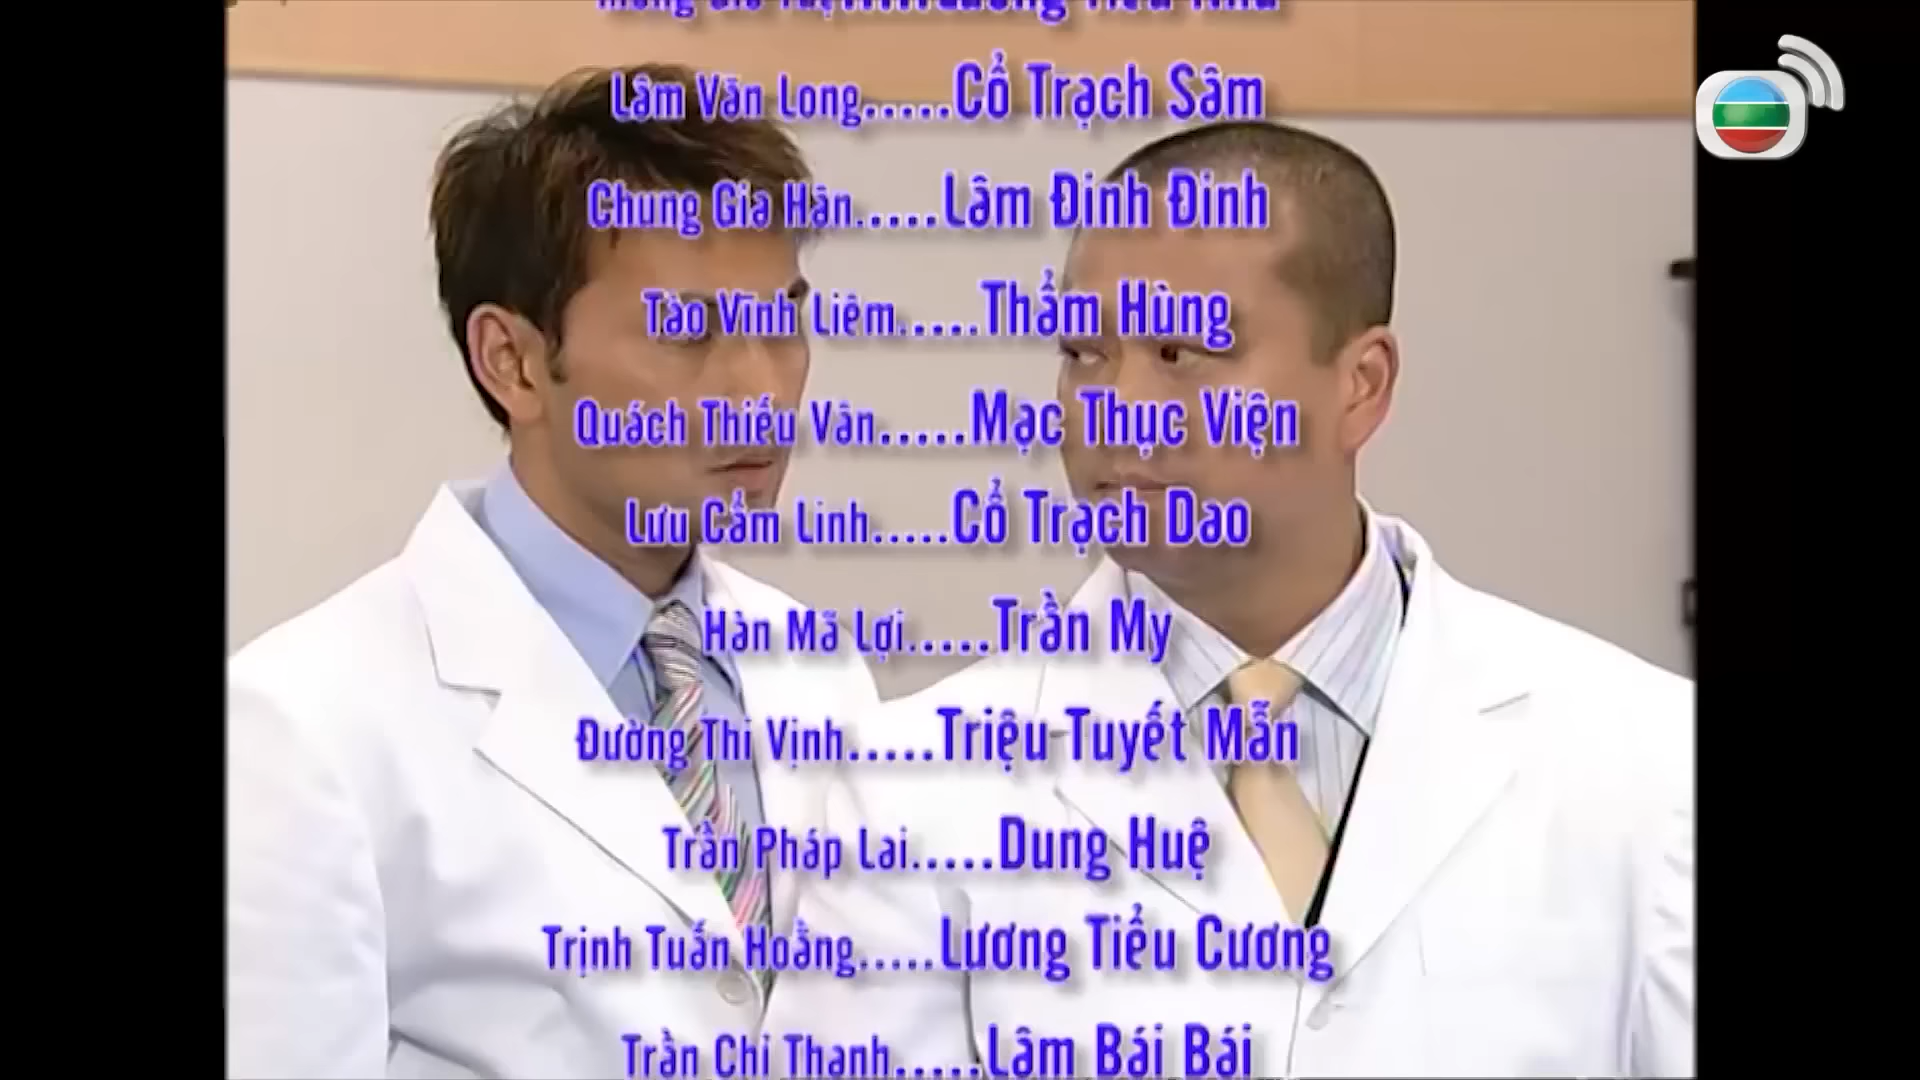 Lâm Văn Long.....Cổ Trạch Sâm
Chung Gia Hân.....Lâm Đinh Đinh
Tào Vĩnh Liêm.....Thẩm Hùng
Quách Thiếu Vân.....Mạc Thục Viện
Lưu Cẩm Linh.....Cổ Trạch Dao
Hàn Mã Lợi.....Trần My
Đường Thi Vịnh.....Triệu Tuyết Mẫn
Trần Pháp Lai.....Dung Huệ
Trịnh Tuấn Hoằng.....Lương Tiểu Cương
Trần Chí Thanh.....Lâm Bái Bái